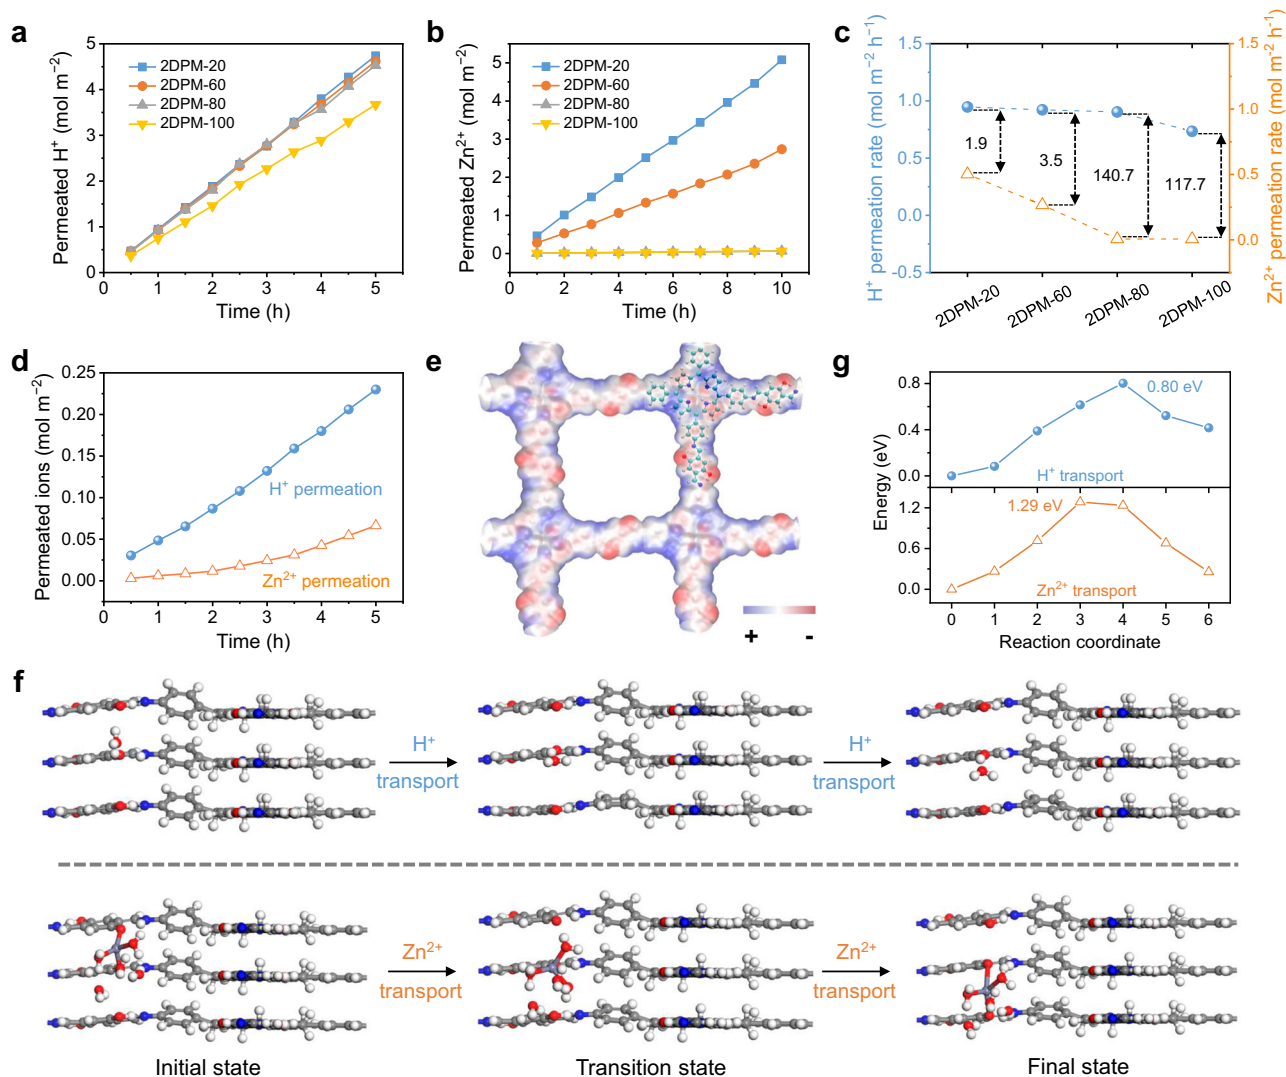 a
Permeated H⁺ (mol m⁻²)
5
4
3
2
1
0
2DPM-20
2DPM-60
2DPM-80
2DPM-100
0 1 2 3 4 5
Time (h)
b
Permeated Zn²⁺ (mol m⁻²)
5
4
3
2
1
0
2DPM-20
2DPM-60
2DPM-80
2DPM-100
0 2 4 6 8 10
Time (h)
c
H⁺ permeation rate (mol m⁻² h⁻¹)
1.5
1.0
0.5
0.0
-0.5
1.9
3.5
140.7
117.7
1.5
1.0
0.5
0.0
Zn²⁺ permeation rate (mol m⁻² h⁻¹)
2DPM-20
2DPM-60
2DPM-80
2DPM-100
d
Permeated ions (mol m⁻²)
0.25
0.20
0.15
0.10
0.05
0.00
H⁺ permeation
Zn²⁺ permeation
0 1 2 3 4 5
Time (h)
e
+ -
g
Energy (eV)
0.8
0.4
0.0
0.80 eV
H⁺ transport
1.2
0.6
0.0
1.29 eV
Zn²⁺ transport
0 1 2 3 4 5 6
Reaction coordinate
f
H⁺
transport
H⁺
transport
Zn²⁺
transport
Zn²⁺
transport
Initial state
Transition state
Final state